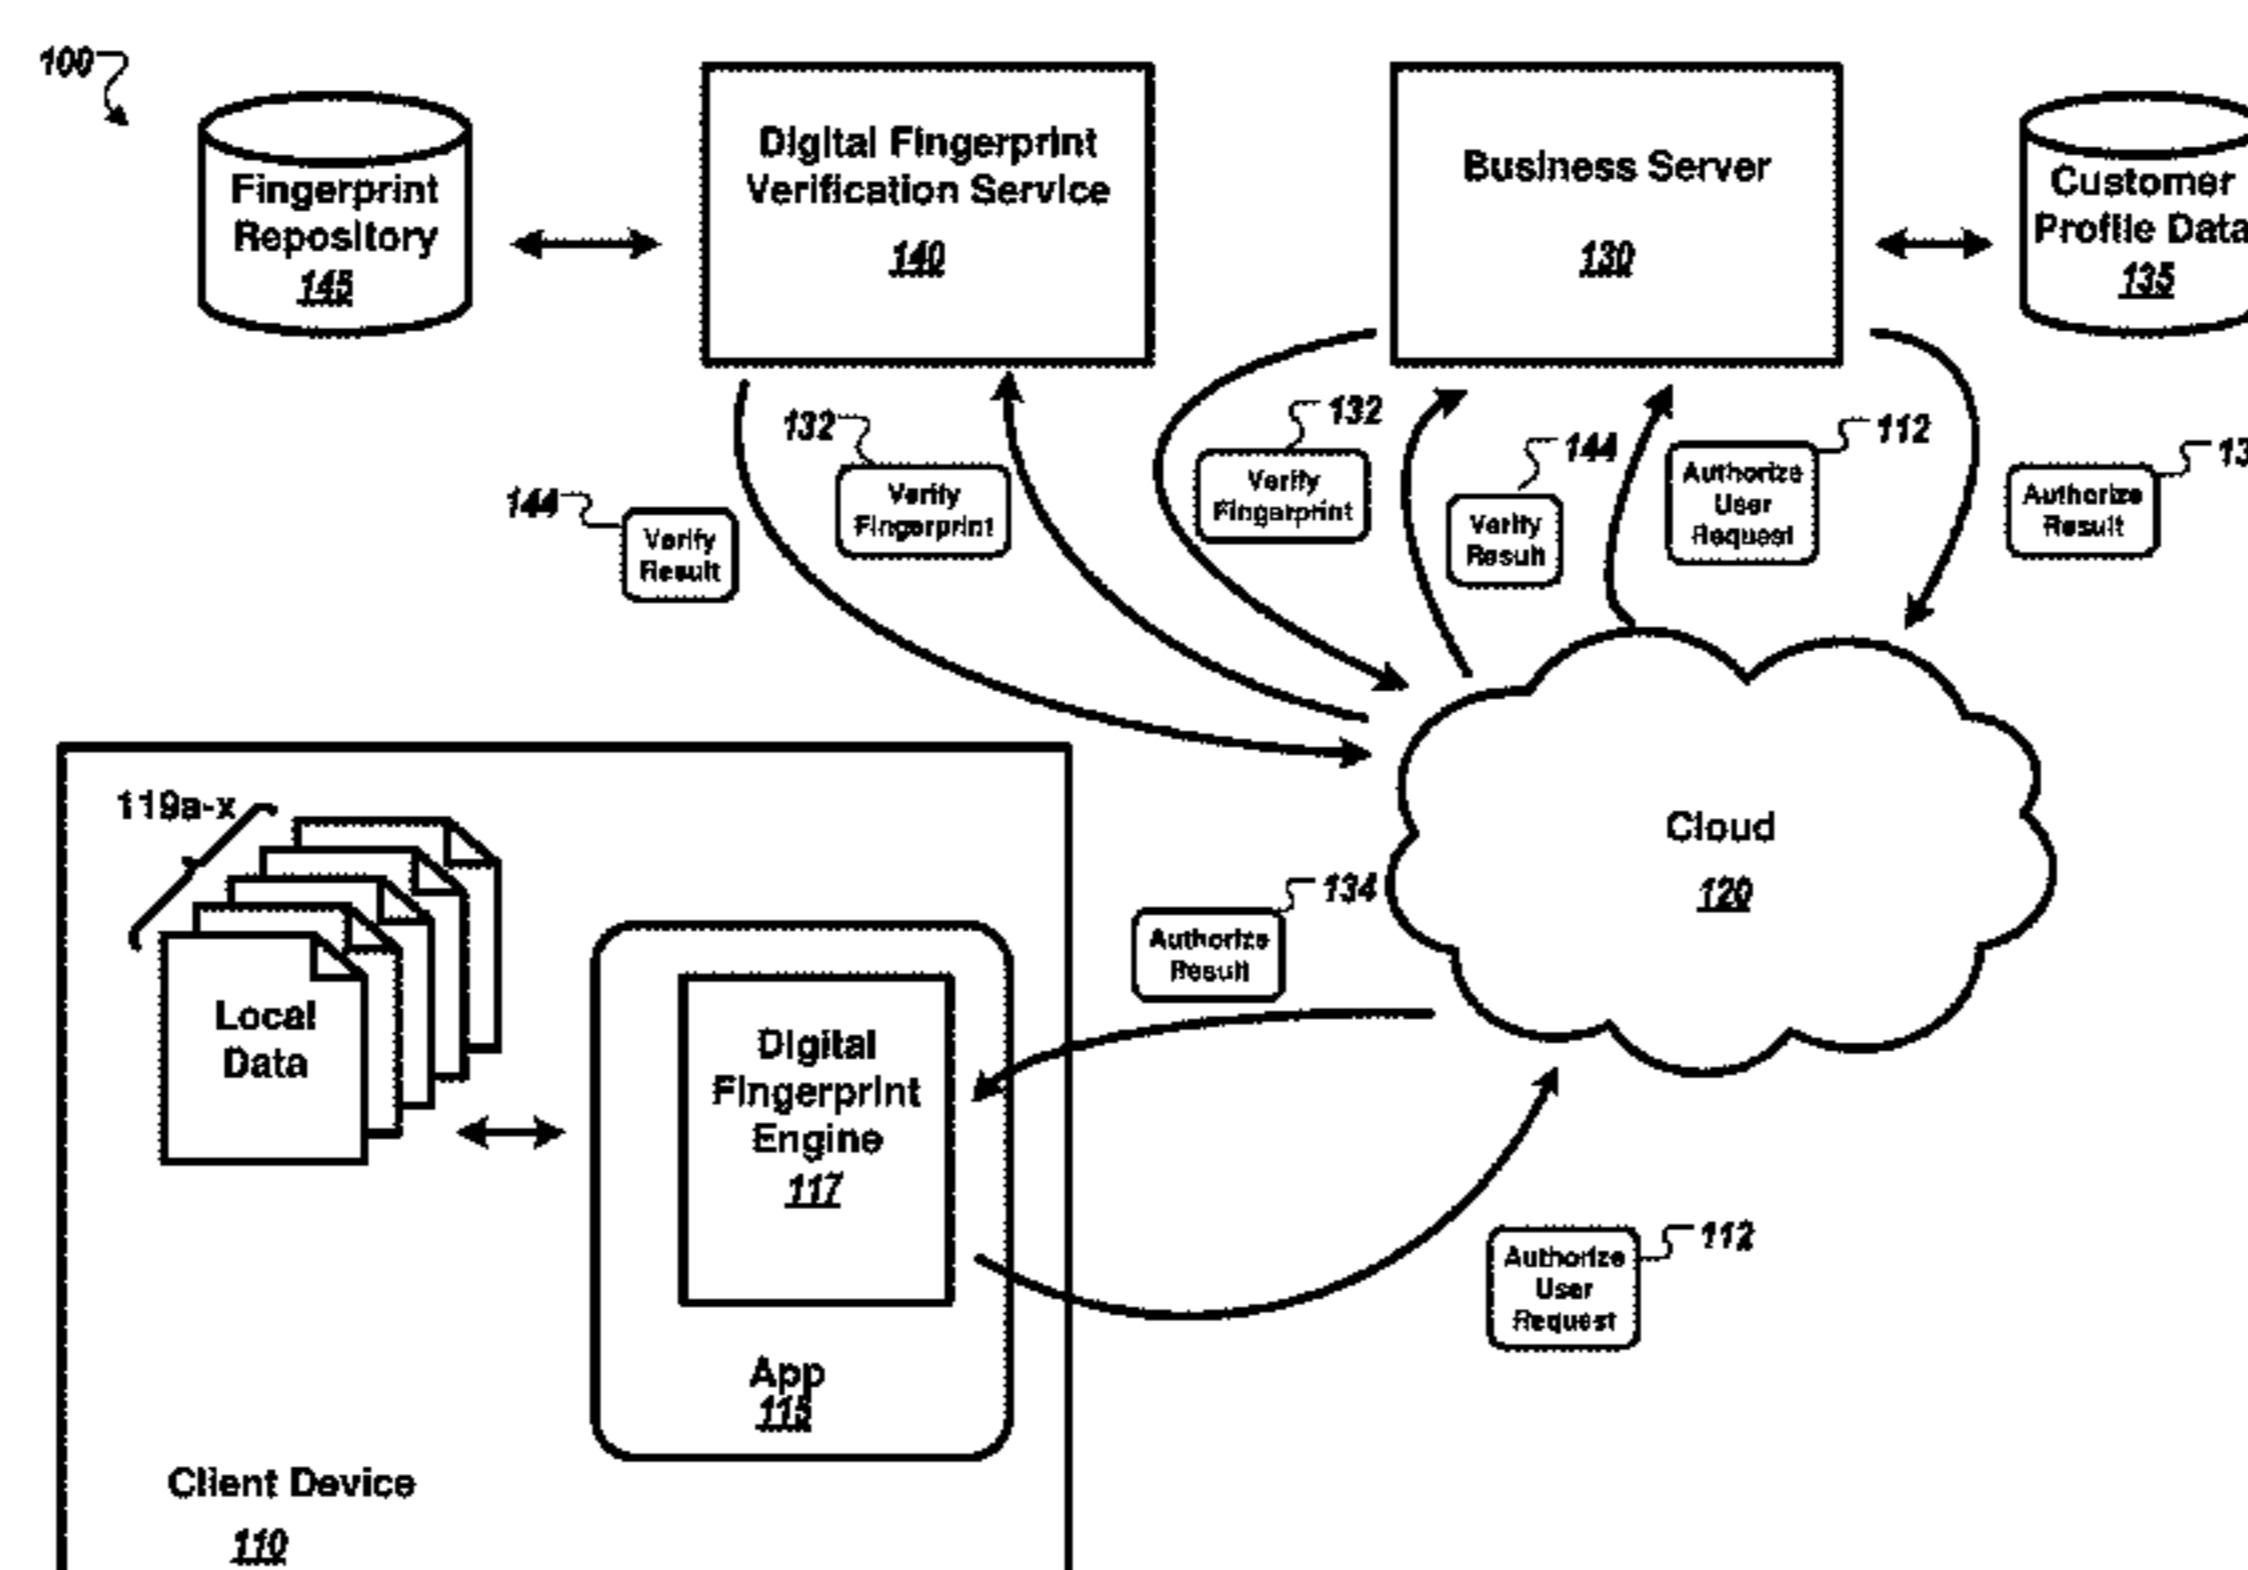 100
Fingerprint
Repository
145
Digital Fingerprint
Verification Service
140
Business Server
130
Customer
Profile Data
135
132
Verify
Fingerprint
144
Verify
Result
132
Verify
Fingerprint
144
Verify
Result
112
Authorize
User
Request
Authorize
Result
119a-x
Local
Data
Digital
Fingerprint
Engine
117
App
115
Client Device
110
Cloud
120
134
Authorize
Result
112
Authorize
User
Request